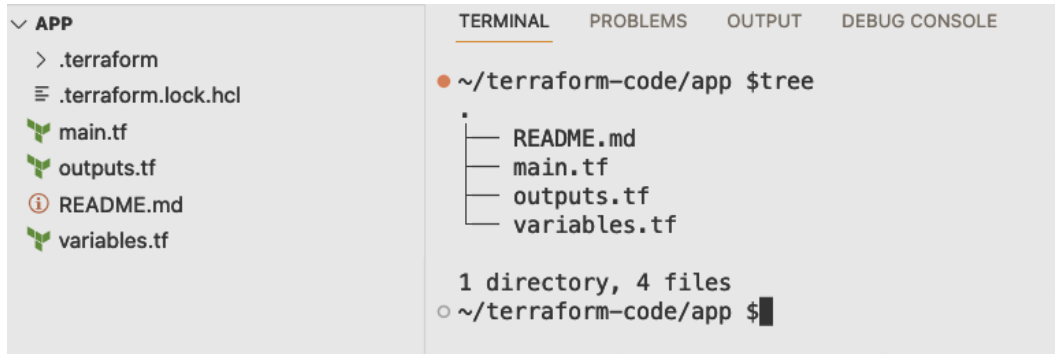 APP
.terraform
.terraform.lock.hcl
main.tf
outputs.tf
README.md
variables.tf
TERMINAL PROBLEMS OUTPUT DEBUG CONSOLE
~/terraform-code/app $tree
.
├── README.md
├── main.tf
├── outputs.tf
└── variables.tf
1 directory, 4 files
~/terraform-code/app $